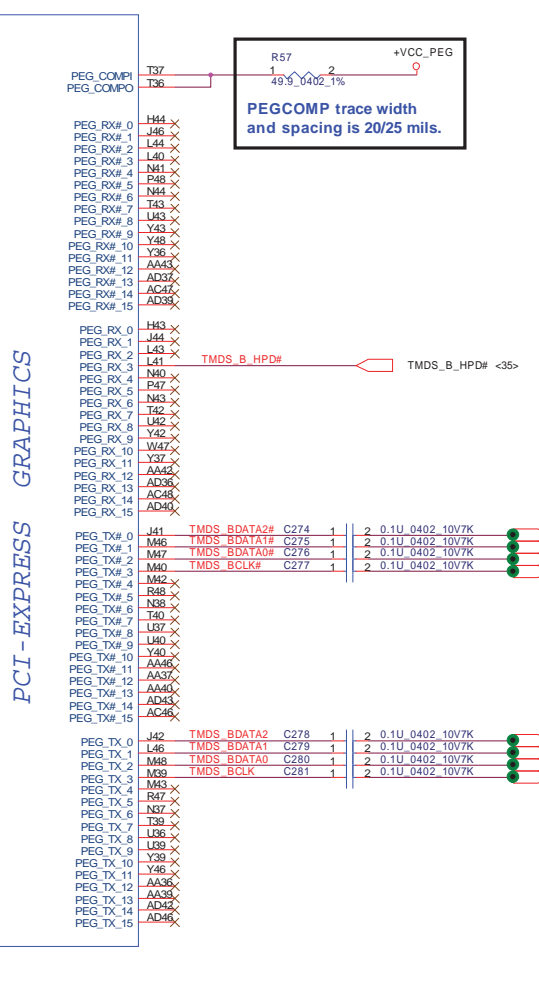 +VCC_PEG
R57
PEG_COMPI T37 1 2
PEG_COMPO T36 49.9_0402_1%
PEGCOMP trace width
and spacing is 20/25 mils.
PEG_RX#_0 H44
PEG_RX#_1 J46
PEG_RX#_2 L44
PEG_RX#_3 L40
PEG_RX#_4 N41
PEG_RX#_5 P48
PEG_RX#_6 N44
PEG_RX#_7 T43
PEG_RX#_8 U43
PEG_RX#_9 Y43
PEG_RX#_10 Y48
PEG_RX#_11 Y36
PEG_RX#_12 AA43
PEG_RX#_13 AD37
PEG_RX#_14 AC47
PEG_RX#_15 AD39
PEG_RX_0 H43
PEG_RX_1 J44
PEG_RX_2 L43
PEG_RX_3 L41 TMDS_B_HPD# TMDS_B_HPD# <35>
PEG_RX_4 N40
PEG_RX_5 P47
PEG_RX_6 N43
PEG_RX_7 T42
PEG_RX_8 U42
PEG_RX_9 Y42
PEG_RX_10 W47
PEG_RX_11 Y37
PEG_RX_12 AA42
PEG_RX_13 AD36
PEG_RX_14 AC48
PEG_RX_15 AD40
PCI-EXPRESS GRAPHICS
PEG_TX#_0 J41 TMDS_BDATA2# C274 1 2 0.1U_0402_10V7K
PEG_TX#_1 M46 TMDS_BDATA1# C275 1 2 0.1U_0402_10V7K
PEG_TX#_2 M47 TMDS_BDATA0# C276 1 2 0.1U_0402_10V7K
PEG_TX#_3 M40 TMDS_BCLK# C277 1 2 0.1U_0402_10V7K
PEG_TX#_4 M42
PEG_TX#_5 R48
PEG_TX#_6 N38
PEG_TX#_7 T40
PEG_TX#_8 U37
PEG_TX#_9 U40
PEG_TX#_10 Y40
PEG_TX#_11 AA46
PEG_TX#_12 AA37
PEG_TX#_13 AA40
PEG_TX#_14 AD43
PEG_TX#_15 AC46
PEG_TX_0 J42 TMDS_BDATA2 C278 1 2 0.1U_0402_10V7K
PEG_TX_1 L46 TMDS_BDATA1 C279 1 2 0.1U_0402_10V7K
PEG_TX_2 M48 TMDS_BDATA0 C280 1 2 0.1U_0402_10V7K
PEG_TX_3 M39 TMDS_BCLK C281 1 2 0.1U_0402_10V7K
PEG_TX_4 M43
PEG_TX_5 R47
PEG_TX_6 N37
PEG_TX_7 T39
PEG_TX_8 U36
PEG_TX_9 U39
PEG_TX_10 Y39
PEG_TX_11 Y46
PEG_TX_12 AA36
PEG_TX_13 AA39
PEG_TX_14 AD42
PEG_TX_15 AD46